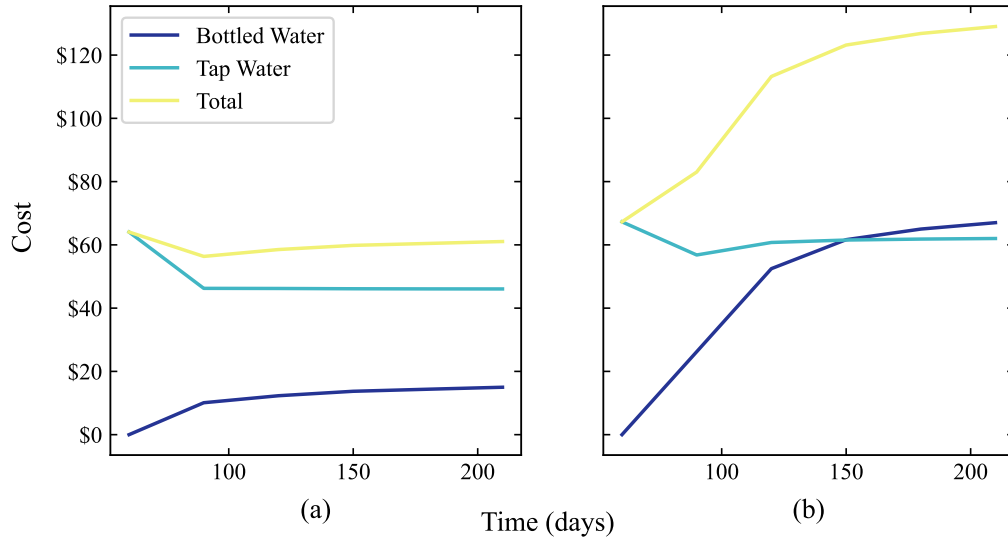 Bottled Water
Tap Water
Total
$120
$100
$80
$60
$40
$20
$0
Cost
100
150
200
100
150
200
(a)
(b)
Time (days)